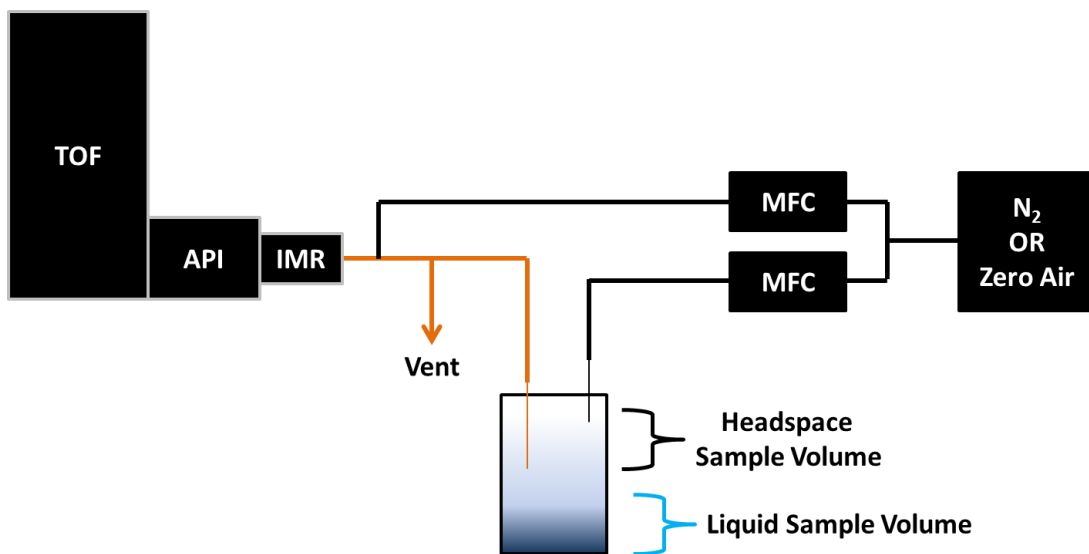 TOF
API
IMR
MFC
MFC
N₂
OR
Zero Air
Vent
Headspace
Sample Volume
Liquid Sample Volume